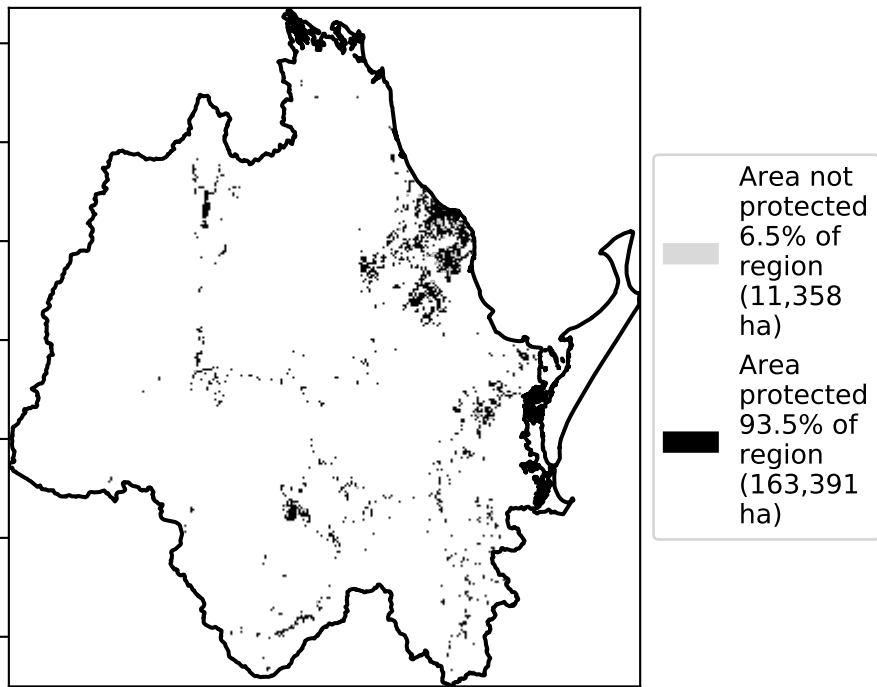 Area not
protected
6.5% of
region
(11,358
ha)
Area
protected
93.5% of
region
(163,391
ha)